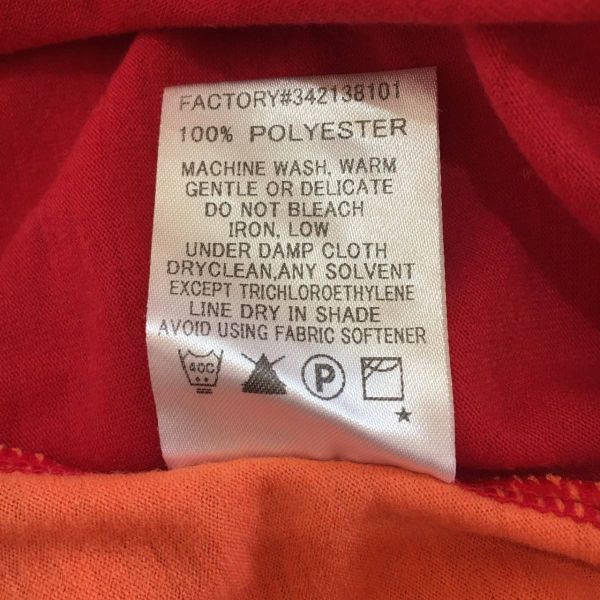 FACTORY#342138101
100% POLYESTER
MACHINE WASH, WARM
GENTLE OR DELICATE
DO NOT BLEACH
IRON, LOW
UNDER DAMP CLOTH
DRYCLEAN,ANY SOLVENT
EXCEPT TRICHLOROETHYLENE
LINE DRY IN SHADE
AVOID USING FABRIC SOFTENER
40C P